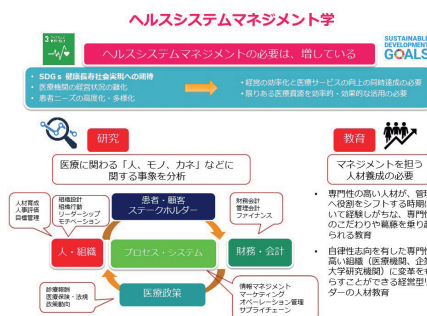 ヘルスシステムマネジメント学
3
ヘルスシステムマネジメントの必要は、増している
SUSTAINABLE
DEVELOPMENT
GOALS
• SDGs 健康長寿社会実現への期待
• 医療機関の経営状況の難化
• 患者ニーズの高度化・多様化
・経営の効率化と医療サービスの向上の同時達成の必要
・限りある医療資源を効率的・効果的な活用の必要
研究
医療に関わる「人、モノ、カネ」などに
関する事象を分析
人材育成
人事評価
目標管理
組織設計
組織行動
リーダーシップ
モチベーション
患者・顧客
ステークホルダー
財務会計
管理会計
ファイナンス
人・組織
プロセス・システム
財務・会計
医療政策
診療報酬
医療保険・法規
政策動向
情報マネジメント
マーケティング
オペレーション管理
サプライチェーン
教育
マネジメントを担う
人材養成の必要
• 専門性の高い人材が、管理
へ役割をシフトする時期に
いて経験しがちな、専門性
のこだわりや葛藤を乗り越
られる教育
• 自律性志向を有した専門性
高い組織（医療機関、企業
大学研究機関）に変革をも
らすことができる経営型リ
ダーの人材教育